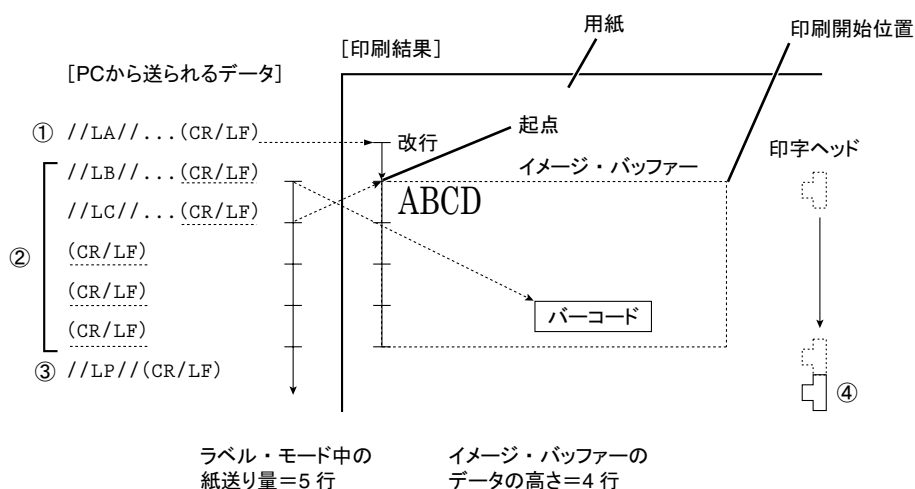 用紙
印刷開始位置
[印刷結果]
[PCから送られるデータ]
起点
① //LA//...(CR/LF)
改行
印字ヘッド
イメージ・バッファー
//LB//...(CR/LF)
ABCD
//LC//...(CR/LF)
②
(CR/LF)
(CR/LF)
バーコード
(CR/LF)
③ //LP//(CR/LF)
④
ラベル・モード中の
紙送り量=5 行
イメージ・バッファーの
データの高さ=4 行